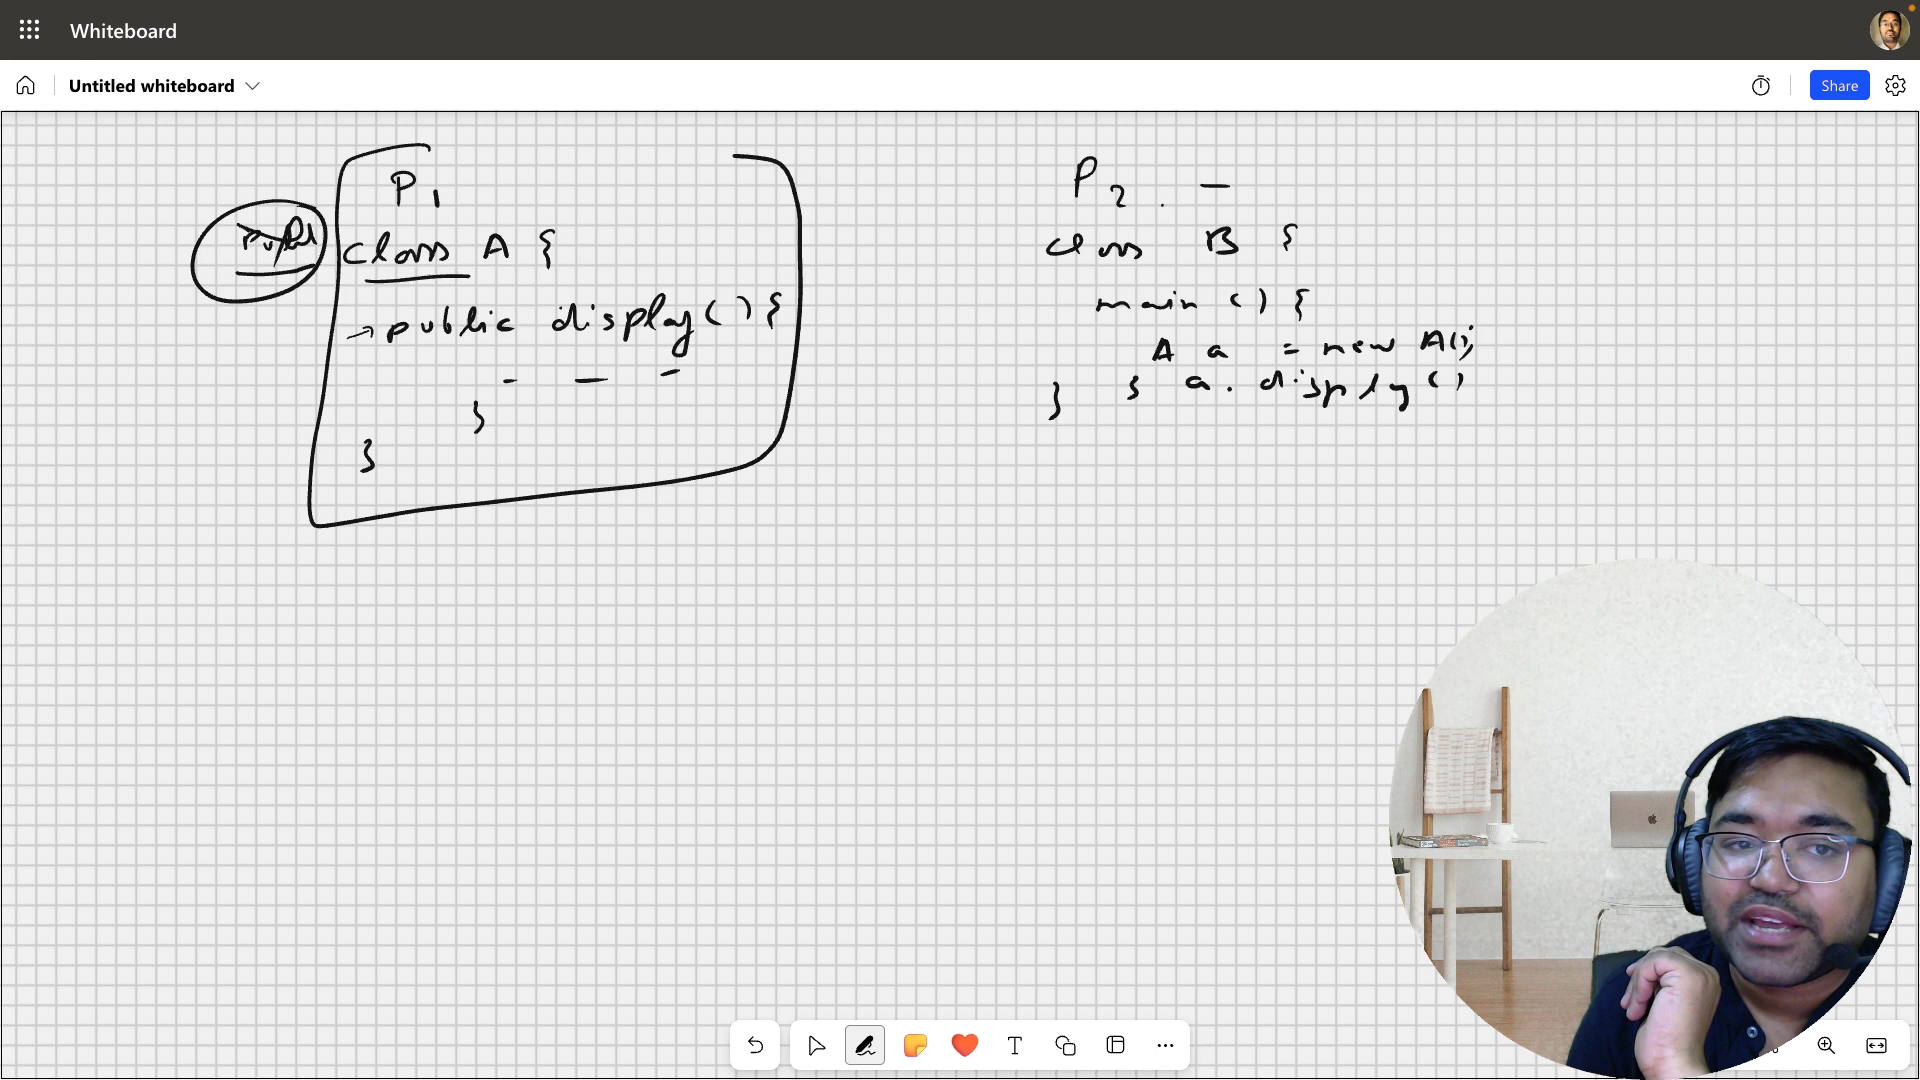 Whiteboard
Untitled whiteboard
Share
P1
class A {
→ public display() {
- - -
}
}
P2 . -
class B {
main () {
A a = new A();
} } a. display()